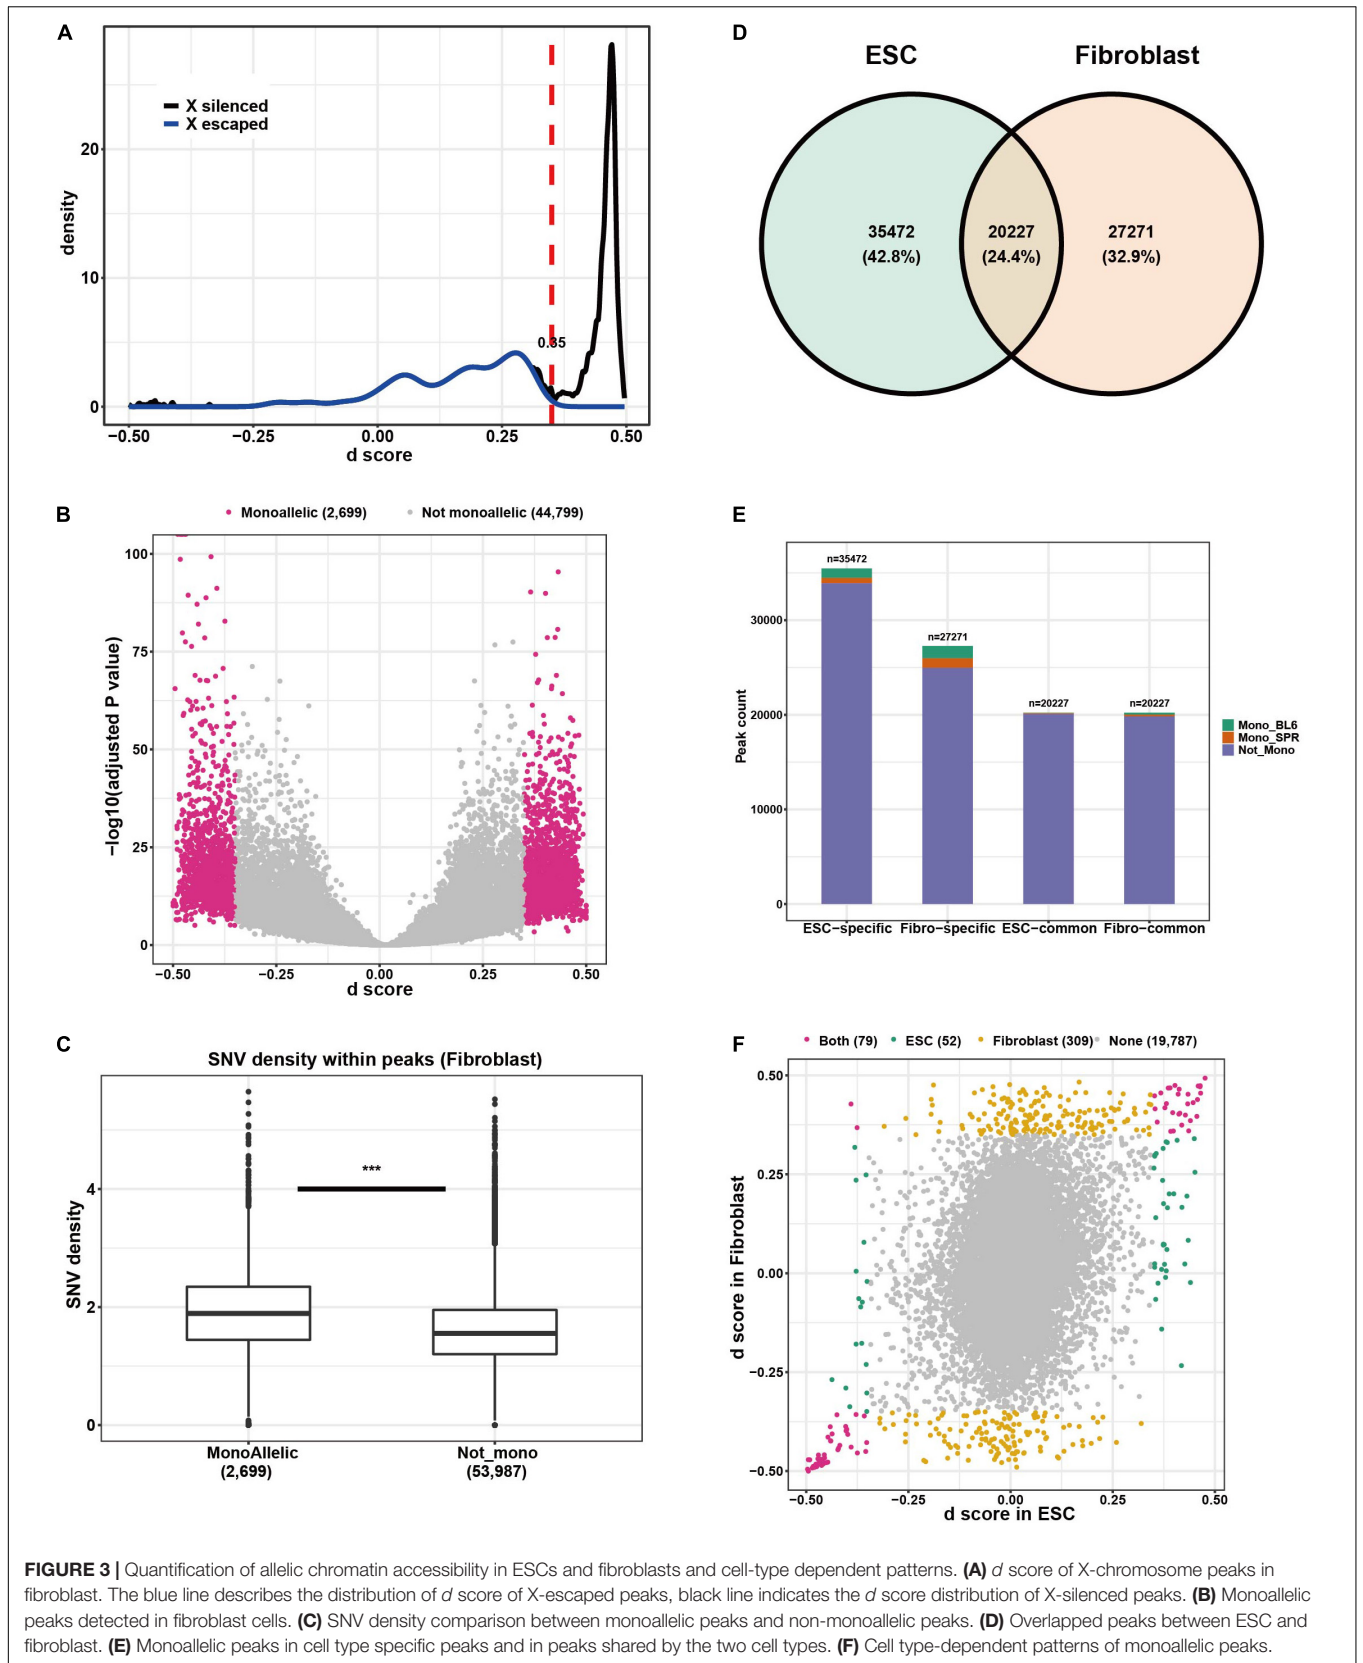 A
X silenced
X escaped
0.35
20
10
0
density
−0.50 −0.25 0.00 0.25 0.50
d score
D
ESC Fibroblast
35472 20227 27271
(42.8%) (24.4%) (32.9%)
B
Monoallelic (2,699) Not monoallelic (44,799)
100
75
50
25
0
−log10(adjusted P value)
−0.50 −0.25 0.00 0.25 0.50
d score
E
n=35472
n=27271
n=20227 n=20227
30000
20000
10000
0
Peak count
Mono_BL6
Mono_SPR
Not_Mono
ESC−specific Fibro−specific ESC−common Fibro−common
C
SNV density within peaks (Fibroblast)
***
4
2
0
SNV density
MonoAllelic Not_mono
(2,699) (53,987)
F
Both (79) ESC (52) Fibroblast (309) None (19,787)
0.50
0.25
0.00
−0.25
−0.50
d score in Fibroblast
−0.50 −0.25 0.00 0.25 0.50
d score in ESC
FIGURE 3 | Quantification of allelic chromatin accessibility in ESCs and fibroblasts and cell-type dependent patterns. (A) d score of X-chromosome peaks in
fibroblast. The blue line describes the distribution of d score of X-escaped peaks, black line indicates the d score distribution of X-silenced peaks. (B) Monoallelic
peaks detected in fibroblast cells. (C) SNV density comparison between monoallelic peaks and non-monoallelic peaks. (D) Overlapped peaks between ESC and
fibroblast. (E) Monoallelic peaks in cell type specific peaks and in peaks shared by the two cell types. (F) Cell type-dependent patterns of monoallelic peaks.